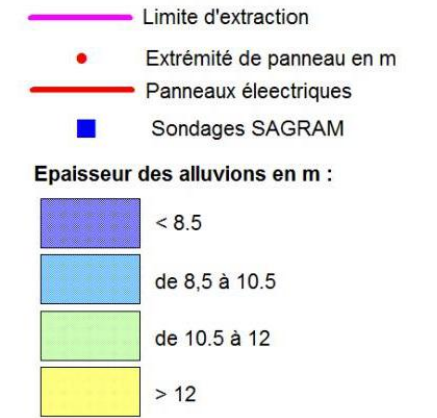 Limite d'extraction
Extrémité de panneau en m
Panneaux éleectriques
Sondages SAGRAM
Epaisseur des alluvions en m :
< 8.5
de 8,5 à 10.5
de 10.5 à 12
> 12